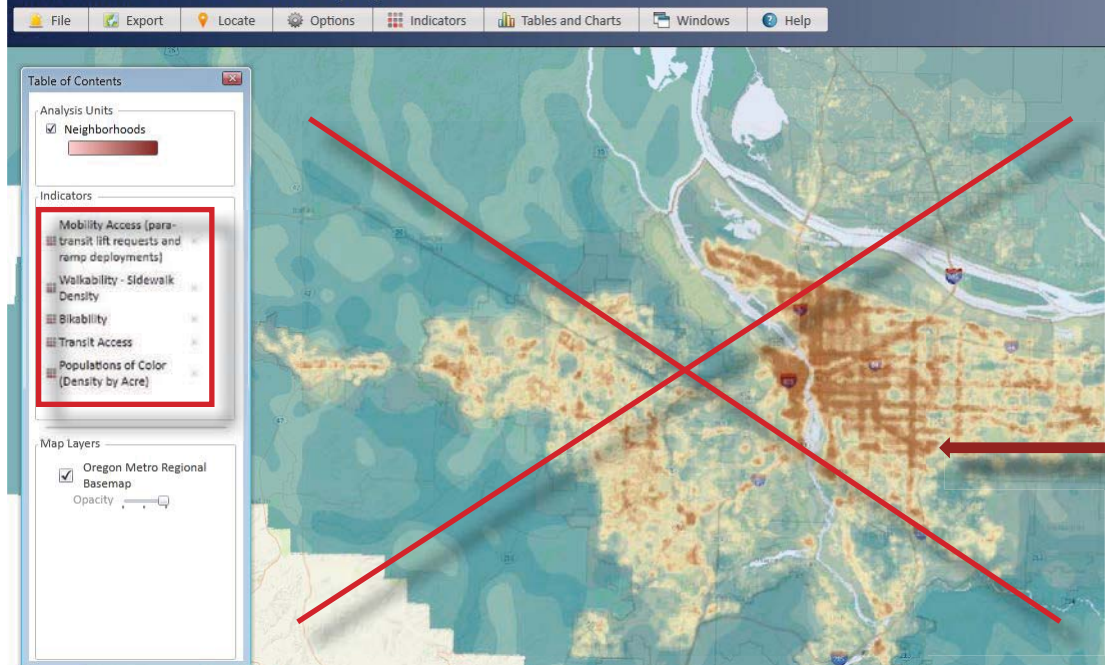 File Export Locate Options Indicators Tables and Charts Windows Help
Table of Contents
Analysis Units
Neighborhoods
Indicators
Mobility Access (para-
transit lift requests and
ramp deployments)
Walkability - Sidewalk
Density
Bikability
Transit Access
Populations of Color
(Density by Acre)
Map Layers
Oregon Metro Regional
Basemap
Opacity